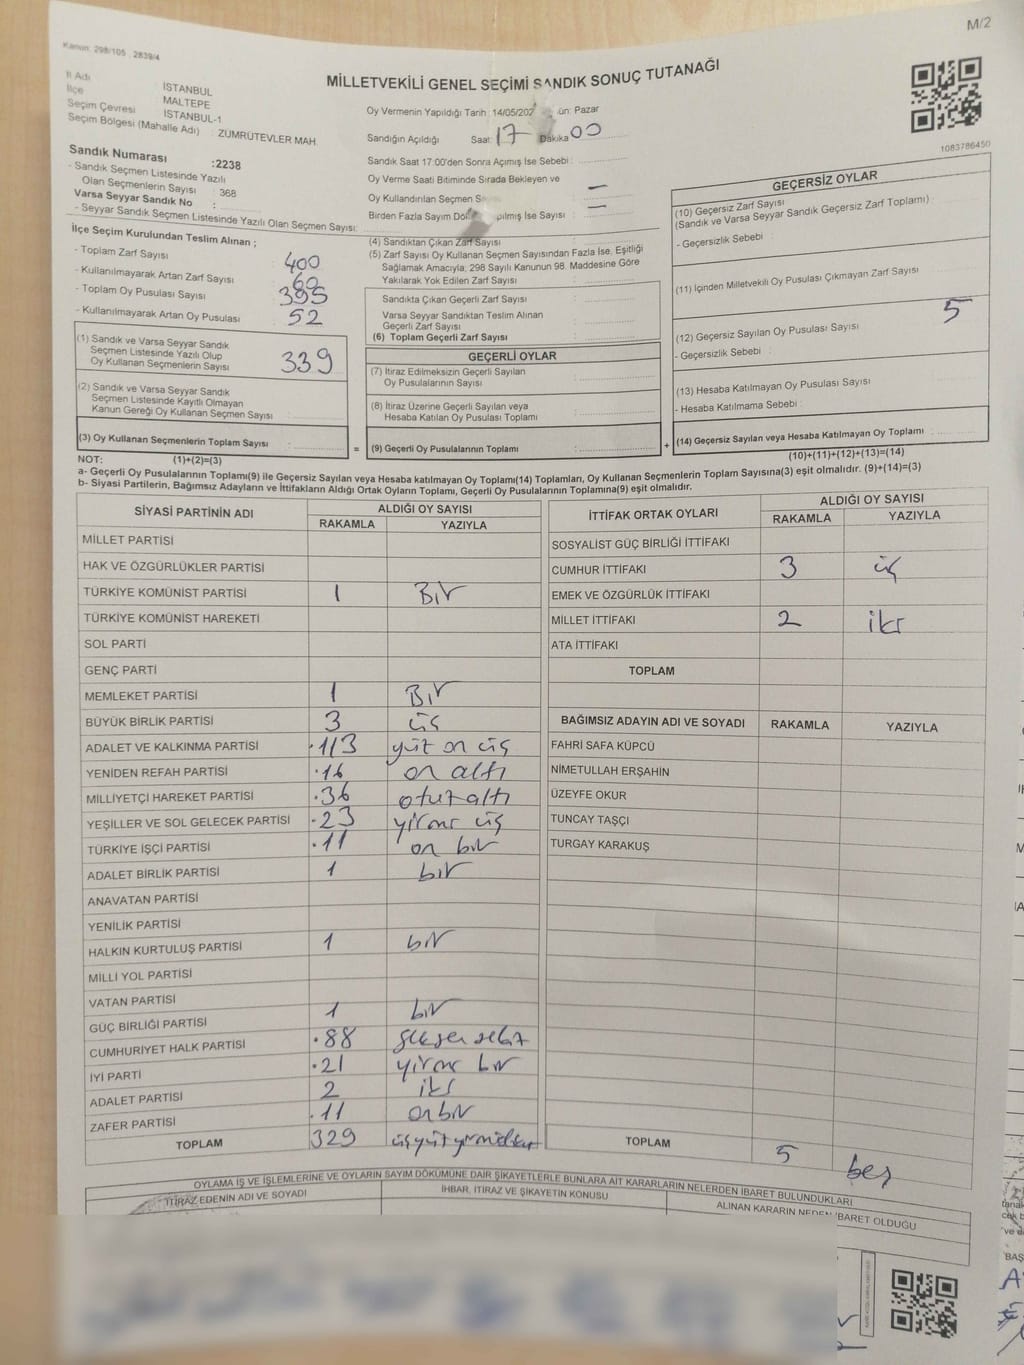 M/2
Kanun: 298/105, 2839/4
MİLLETVEKİLİ GENEL SEÇİMİ SANDIK SONUÇ TUTANAĞI
İl Adı : İSTANBUL
İlçe : MALTEPE
Seçim Çevresi : İSTANBUL-1
Seçim Bölgesi (Mahalle Adı) : ZÜMRÜTEVLER MAH.
Sandık Numarası :2238
- Sandık Seçmen Listesinde Yazılı
Olan Seçmenlerin Sayısı : 368
Varsa Seyyar Sandık No :
- Seyyar Sandık Seçmen Listesinde Yazılı Olan Seçmen Sayısı:
İlçe Seçim Kurulundan Teslim Alınan ;
- Toplam Zarf Sayısı 400
- Kullanılmayarak Artan Zarf Sayısı 60
- Toplam Oy Pusulası Sayısı 395
- Kullanılmayarak Artan Oy Pusulası 52
(1) Sandık ve Varsa Seyyar Sandık
Seçmen Listesinde Yazılı Olup
Oy Kullanan Seçmenlerin Sayısı 339
(2) Sandık ve Varsa Seyyar Sandık
Seçmen Listesinde Kayıtlı Olmayan
Kanun Gereği Oy Kullanan Seçmen Sayısı
(3) Oy Kullanan Seçmenlerin Toplam Sayısı : =
Oy Vermenin Yapıldığı Tarih : 14/05/202 ün: Pazar
Sandığın Açıldığı Saat: 17 Dakika 00
Sandık Saat 17:00'den Sonra Açımış İse Sebebi :
Oy Verme Saati Bitiminde Sırada Bekleyen ve
Oy Kullandırılan Seçmen S —
Birden Fazla Sayım Dö pılmış İse Sayısı : —
(4) Sandıktan Çıkan Zarf Sayısı
(5) Zarf Sayısı Oy Kullanan Seçmen Sayısından Fazla İse, Eşitliği
Sağlamak Amacıyla; 298 Sayılı Kanunun 98. Maddesine Göre
Yakılarak Yok Edilen Zarf Sayısı
Sandıkta Çıkan Geçerli Zarf Sayısı
Varsa Seyyar Sandıktan Teslim Alınan
Geçerli Zarf Sayısı
(6) Toplam Geçerli Zarf Sayısı
GEÇERLİ OYLAR
(7) İtiraz Edilmeksizin Geçerli Sayılan
Oy Pusulalarının Sayısı
(8) İtiraz Üzerine Geçerli Sayılan veya
Hesaba Katılan Oy Pusulası Toplamı
(9) Geçerli Oy Pusulalarının Toplamı : +
1083786450
GEÇERSİZ OYLAR
(10) Geçersiz Zarf Sayısı
(Sandık ve Varsa Seyyar Sandık Geçersiz Zarf Toplamı) :
- Geçersizlik Sebebi :
(11) İçinden Milletvekili Oy Pusulası Çıkmayan Zarf Sayısı
(12) Geçersiz Sayılan Oy Pusulası Sayısı 5
- Geçersizlik Sebebi :
(13) Hesaba Katılmayan Oy Pusulası Sayısı
- Hesaba Katılmama Sebebi :
(14) Geçersiz Sayılan veya Hesaba Katılmayan Oy Toplamı
(10)+(11)+(12)+(13)=(14)
NOT: (1)+(2)=(3)
a- Geçerli Oy Pusulalarının Toplamı(9) ile Geçersiz Sayılan veya Hesaba katılmayan Oy Toplamı(14) Toplamları, Oy Kullanan Seçmenlerin Toplam Sayısına(3) eşit olmalıdır. (9)+(14)=(3)
b- Siyasi Partilerin, Bağımsız Adayların ve İttifakların Aldığı Ortak Oyların Toplamı, Geçerli Oy Pusulalarının Toplamına(9) eşit olmalıdır.
SİYASİ PARTİNİN ADI ALDIĞI OY SAYISI
RAKAMLA YAZIYLA
MİLLET PARTİSİ
HAK VE ÖZGÜRLÜKLER PARTİSİ
TÜRKİYE KOMÜNİST PARTİSİ 1 Bir
TÜRKİYE KOMÜNİST HAREKETİ
SOL PARTİ
GENÇ PARTİ
MEMLEKET PARTİSİ 1 Bir
BÜYÜK BİRLİK PARTİSİ 3 üç
ADALET VE KALKINMA PARTİSİ 113 yüz on üç
YENİDEN REFAH PARTİSİ 16 on altı
MİLLİYETÇİ HAREKET PARTİSİ 36 otuz altı
YEŞİLLER VE SOL GELECEK PARTİSİ 23 yirmi üç
TÜRKİYE İŞÇİ PARTİSİ 11 on bir
ADALET BİRLİK PARTİSİ 1 bir
ANAVATAN PARTİSİ
YENİLİK PARTİSİ
HALKIN KURTULUŞ PARTİSİ 1 bir
MİLLİ YOL PARTİSİ
VATAN PARTİSİ
GÜÇ BİRLİĞİ PARTİSİ 1 bir
CUMHURİYET HALK PARTİSİ 88 seksen sekiz
İYİ PARTİ 21 yirmi bir
ADALET PARTİSİ 2 iki
ZAFER PARTİSİ 11 onbir
TOPLAM 329 üçyüzyirmidokuz
İTTİFAK ORTAK OYLARI ALDIĞI OY SAYISI
RAKAMLA YAZIYLA
SOSYALİST GÜÇ BİRLİĞİ İTTİFAKI
CUMHUR İTTİFAKI 3 üç
EMEK VE ÖZGÜRLÜK İTTİFAKI
MİLLET İTTİFAKI 2 iki
ATA İTTİFAKI
TOPLAM
BAĞIMSIZ ADAYIN ADI VE SOYADI RAKAMLA YAZIYLA
FAHRİ SAFA KÜPCÜ
NİMETULLAH ERŞAHİN
ÜZEYFE OKUR
TUNCAY TAŞÇI
TURGAY KARAKUŞ
TOPLAM 5 beş
OYLAMA İŞ VE İŞLEMLERİNE VE OYLARIN SAYIM DÖKÜMÜNE DAİR ŞİKAYETLERLE BUNLARA AİT KARARLARIN NELERDEN İBARET BULUNDUKLARI
İTİRAZ EDENİN ADI VE SOYADI İHBAR, İTİRAZ VE ŞİKAYETİN KONUSU ALINAN KARARIN NEDEN İBARET OLDUĞU